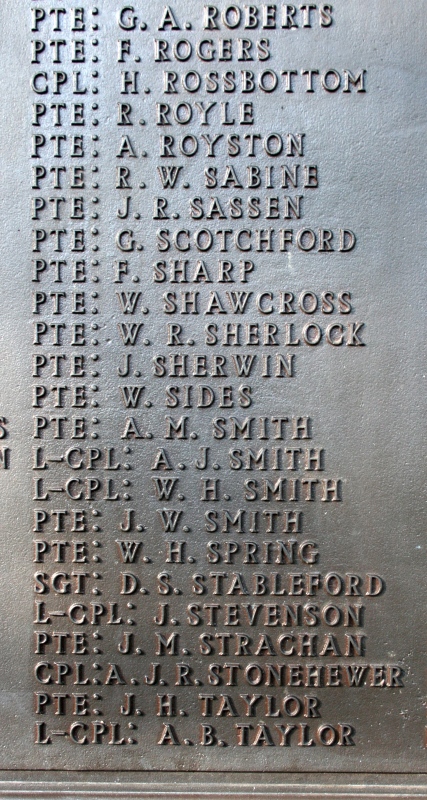 PTE: G. A. ROBERTS
PTE: F. ROGERS
CPL: H. ROSSBOTTOM
PTE: R. ROYLE
PTE: A. ROYSTON
PTE: R. W. SABINE
PTE: J. R. SASSEN
PTE: G. SCOTCHFORD
PTE: F. SHARP
PTE: W. SHAWCROSS
PTE: W. R. SHERLOCK
PTE: J. SHERWIN
PTE: W. SIDES
S PTE: A. M. SMITH
N L-CPL: A. J. SMITH
L-CPL: W. H. SMITH
PTE: J. W. SMITH
PTE: W. H. SPRING
SGT: D. S. STABLEFORD
L-CPL: J. STEVENSON
PTE: J. M. STRACHAN
CPL: A. J. R. STONEHEWER
PTE: J. H. TAYLOR
L-CPL: A. B. TAYLOR